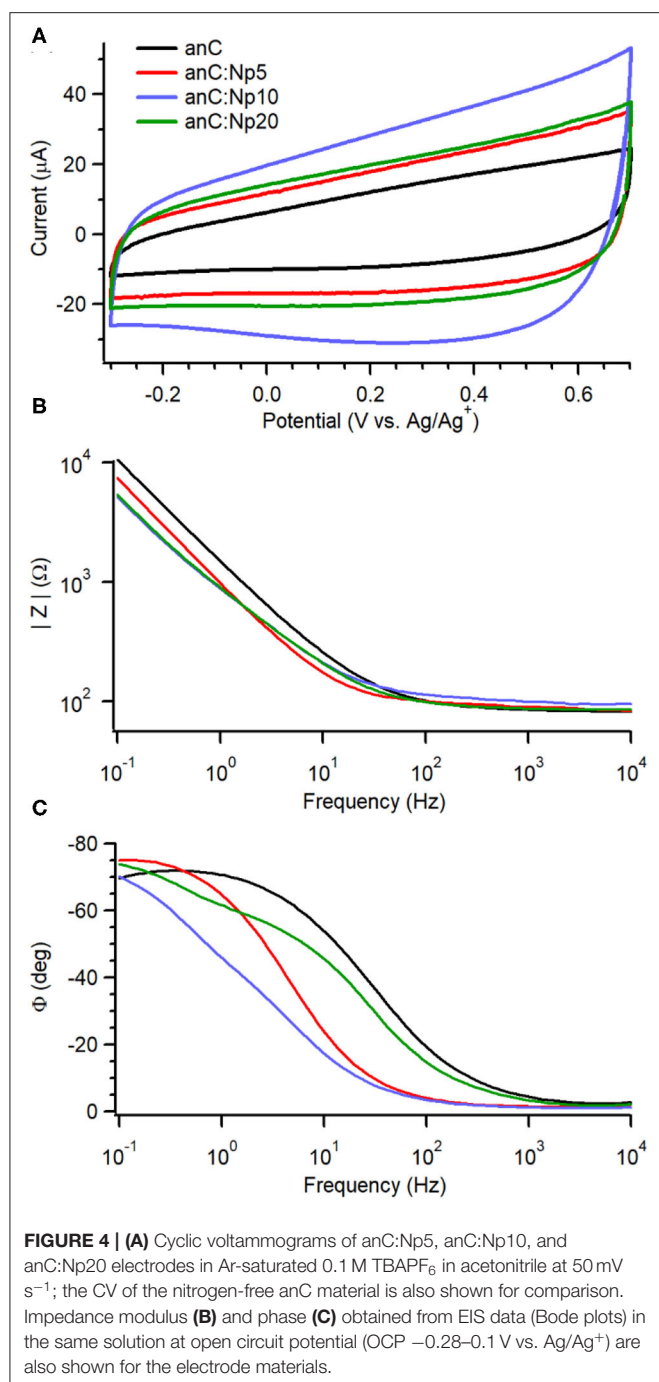 A
anC
anC:Np5
anC:Np10
anC:Np20
40
20
0
-20
Current (µA)
-0.2 0.0 0.2 0.4 0.6
Potential (V vs. Ag/Ag⁺)
B
10⁴
10³
10²
| Z | (Ω)
10⁻¹ 10⁰ 10¹ 10² 10³ 10⁴
Frequency (Hz)
C
-80
-60
-40
-20
0
Φ (deg)
10⁻¹ 10⁰ 10¹ 10² 10³ 10⁴
Frequency (Hz)
FIGURE 4 | (A) Cyclic voltammograms of anC:Np5, anC:Np10, and
anC:Np20 electrodes in Ar-saturated 0.1 M TBAPF₆ in acetonitrile at 50 mV
s⁻¹; the CV of the nitrogen-free anC material is also shown for comparison.
Impedance modulus (B) and phase (C) obtained from EIS data (Bode plots) in
the same solution at open circuit potential (OCP −0.28–0.1 V vs. Ag/Ag⁺) are
also shown for the electrode materials.